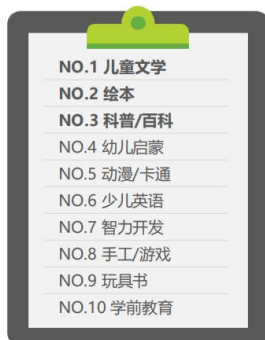 NO.1 儿童文学
NO.2 绘本
NO.3 科普/百科
NO.4 幼儿启蒙
NO.5 动漫/卡通
NO.6 少儿英语
NO.7 智力开发
NO.8 手工/游戏
NO.9 玩具书
NO.10 学前教育